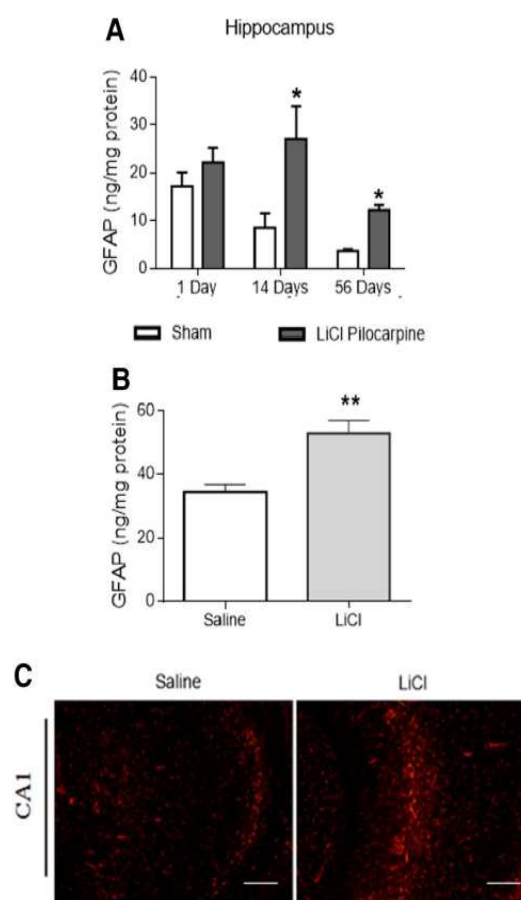 A
Hippocampus
GFAP (ng/mg protein)
40
30
20
10
0
*
*
1 Day 14 Days 56 Days
Sham LiCl Pilocarpine
B
GFAP (ng/mg protein)
60
40
20
0
**
Saline LiCl
C
Saline LiCl
CA1